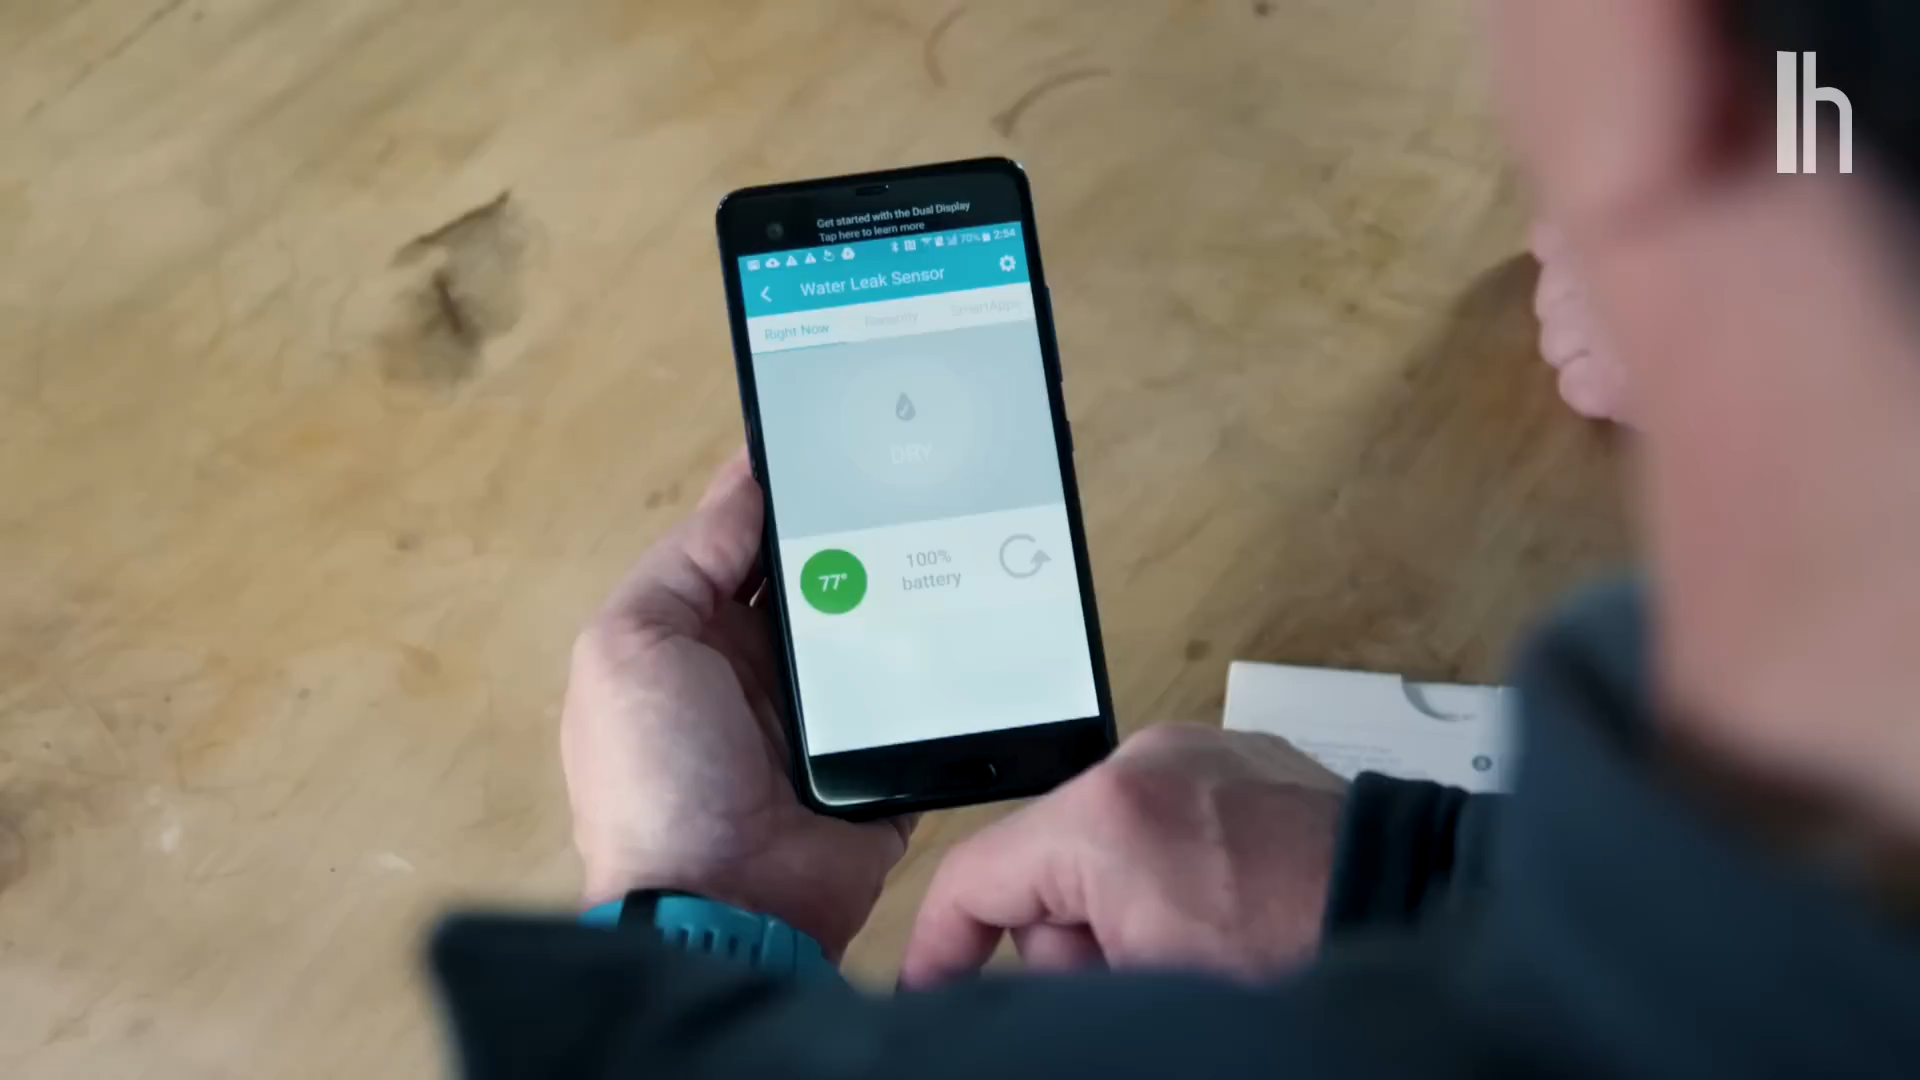 lh
Get started with the Dual Display
Tap here to learn more
70% 2:54
Water Leak Sensor
Right Now Recently SmartApps
DRY
77°
100%
battery